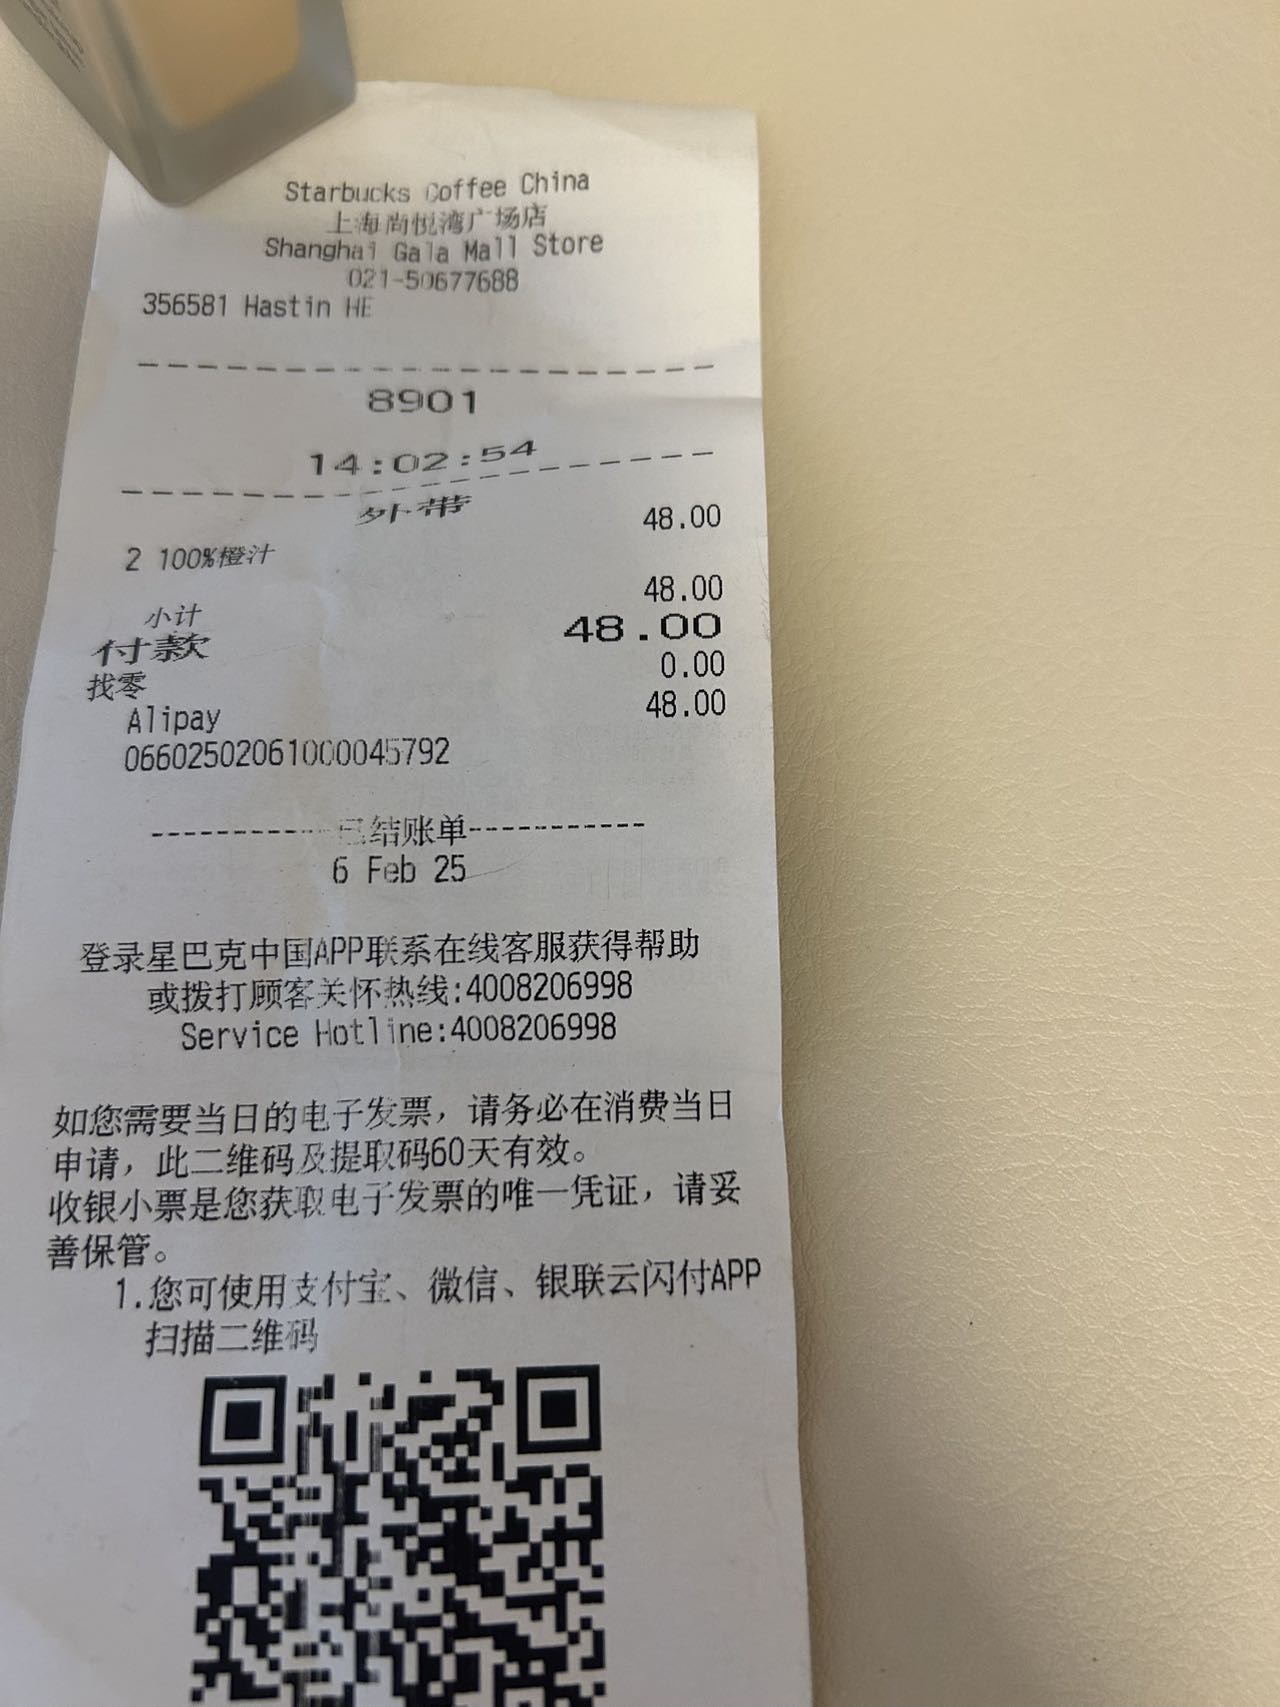 Starbucks Coffee China
上海尚悦湾广场店
Shanghai Gala Mall Store
021-50677688
356581 Hastin HE
8901
14:02:54
外带
2 100%橙汁 48.00
小计 48.00
付款 48.00
找零 0.00
Alipay 48.00
06602502061000045792
-----------已结账单-----------
6 Feb 25
登录星巴克中国APP联系在线客服获得帮助
或拨打顾客关怀热线:4008206998
Service Hotline:4008206998
如您需要当日的电子发票，请务必在消费当日
申请，此二维码及提取码60天有效。
收银小票是您获取电子发票的唯一凭证，请妥
善保管。
1.您可使用支付宝、微信、银联云闪付APP
扫描二维码